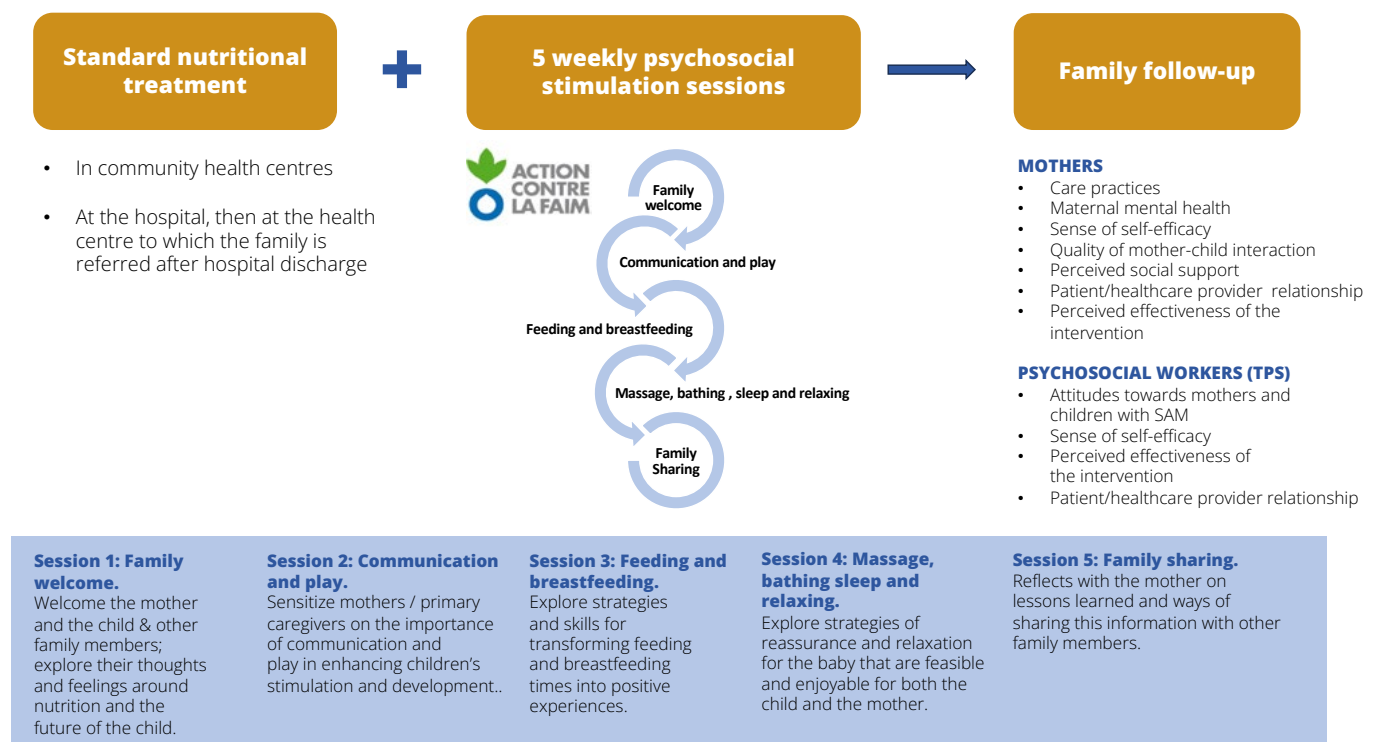 Standard nutritional
treatment
5 weekly psychosocial
stimulation sessions
Family follow-up
• In community health centres
• At the hospital, then at the health
centre to which the family is
referred after hospital discharge
ACTION
CONTRE
LA FAIM
Family
welcome
Communication and play
Feeding and breastfeeding
Massage, bathing , sleep and relaxing
Family
Sharing
MOTHERS
• Care practices
• Maternal mental health
• Sense of self-efficacy
• Quality of mother-child interaction
• Perceived social support
• Patient/healthcare provider relationship
• Perceived effectiveness of the
intervention
PSYCHOSOCIAL WORKERS (TPS)
• Attitudes towards mothers and
children with SAM
• Sense of self-efficacy
• Perceived effectiveness of
the intervention
• Patient/healthcare provider relationship
Session 1: Family
welcome.
Welcome the mother
and the child & other
family members;
explore their thoughts
and feelings around
nutrition and the
future of the child.
Session 2: Communication
and play.
Sensitize mothers / primary
caregivers on the importance
of communication and
play in enhancing children's
stimulation and development..
Session 3: Feeding and
breastfeeding.
Explore strategies
and skills for
transforming feeding
and breastfeeding
times into positive
experiences.
Session 4: Massage,
bathing sleep and
relaxing.
Explore strategies of
reassurance and relaxation
for the baby that are feasible
and enjoyable for both the
child and the mother.
Session 5: Family sharing.
Reflects with the mother on
lessons learned and ways of
sharing this information with other
family members.